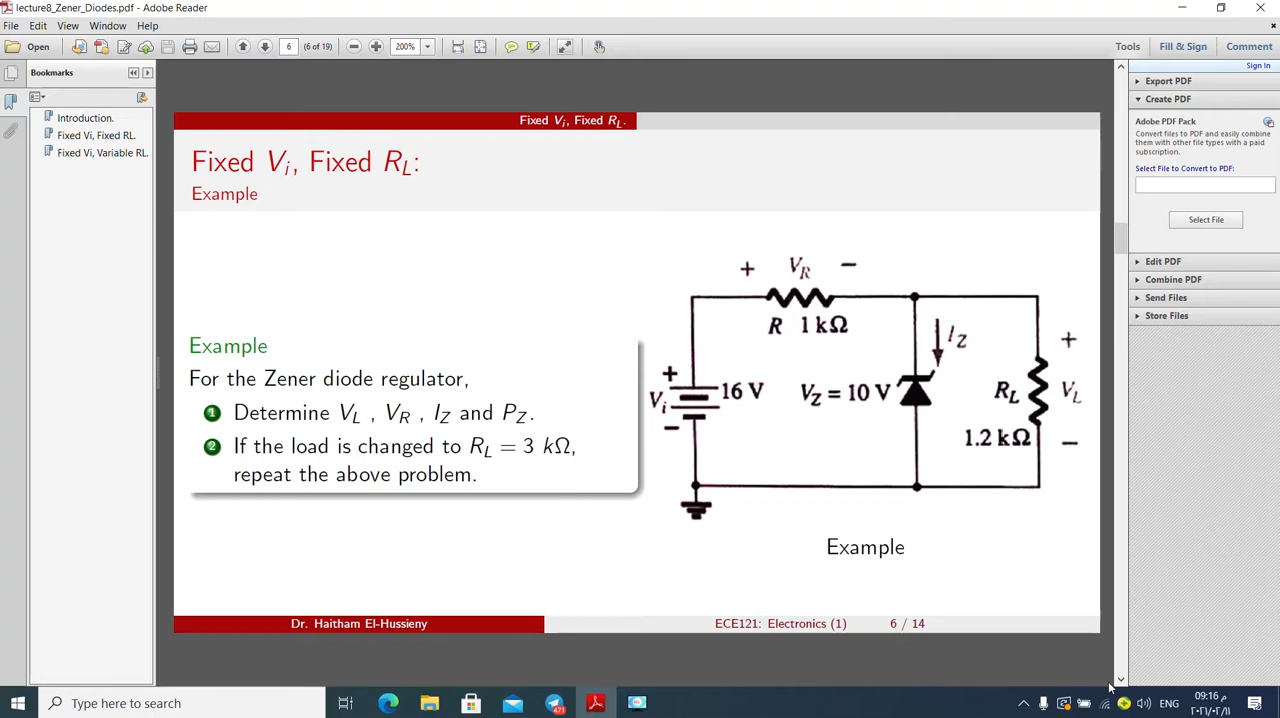 lecture8_Zener_Diodes.pdf - Adobe Reader
File Edit View Window Help
Open 6 (6 of 19) 200% Tools Fill & Sign Comment
Sign In
Bookmarks
Introduction.
Fixed Vi, Fixed RL.
Fixed Vi, Variable RL.
Fixed Vi, Fixed RL.
Fixed Vi, Fixed RL:
Example
Example
For the Zener diode regulator,
1 Determine VL , VR , IZ and PZ.
2 If the load is changed to RL = 3 kΩ,
repeat the above problem.
+ VR −
R 1 kΩ
IZ
+
+
Vi 16 V
VZ = 10 V
RL
VL
−
1.2 kΩ
−
Example
Dr. Haitham El-Hussieny ECE121: Electronics (1) 6 / 14
Export PDF
Create PDF
Adobe PDF Pack
Convert files to PDF and easily combine
them with other file types with a paid
subscription.
Select File to Convert to PDF:
Select File
Edit PDF
Combine PDF
Send Files
Store Files
Type here to search
471
ENG
09:16 م